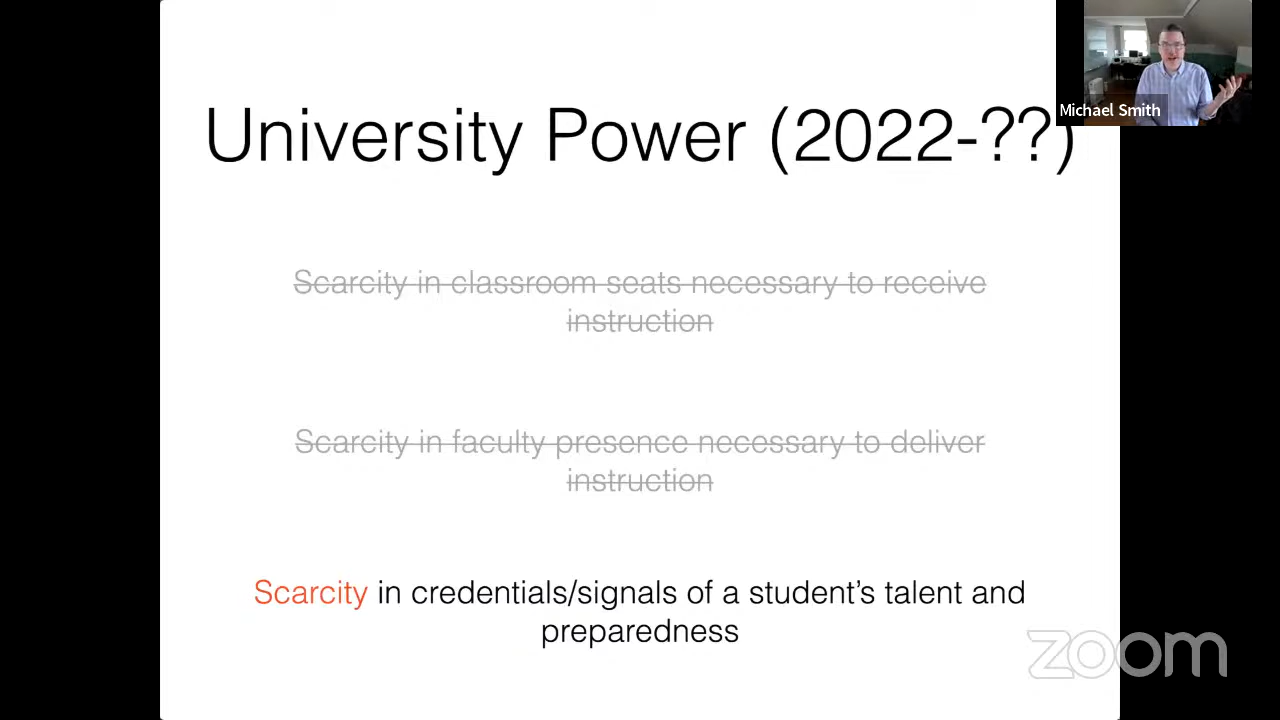 Michael Smith
University Power (2022-??)
Scarcity in classroom seats necessary to receive
instruction
Scarcity in faculty presence necessary to deliver
instruction
Scarcity in credentials/signals of a student’s talent and
preparedness
zoom